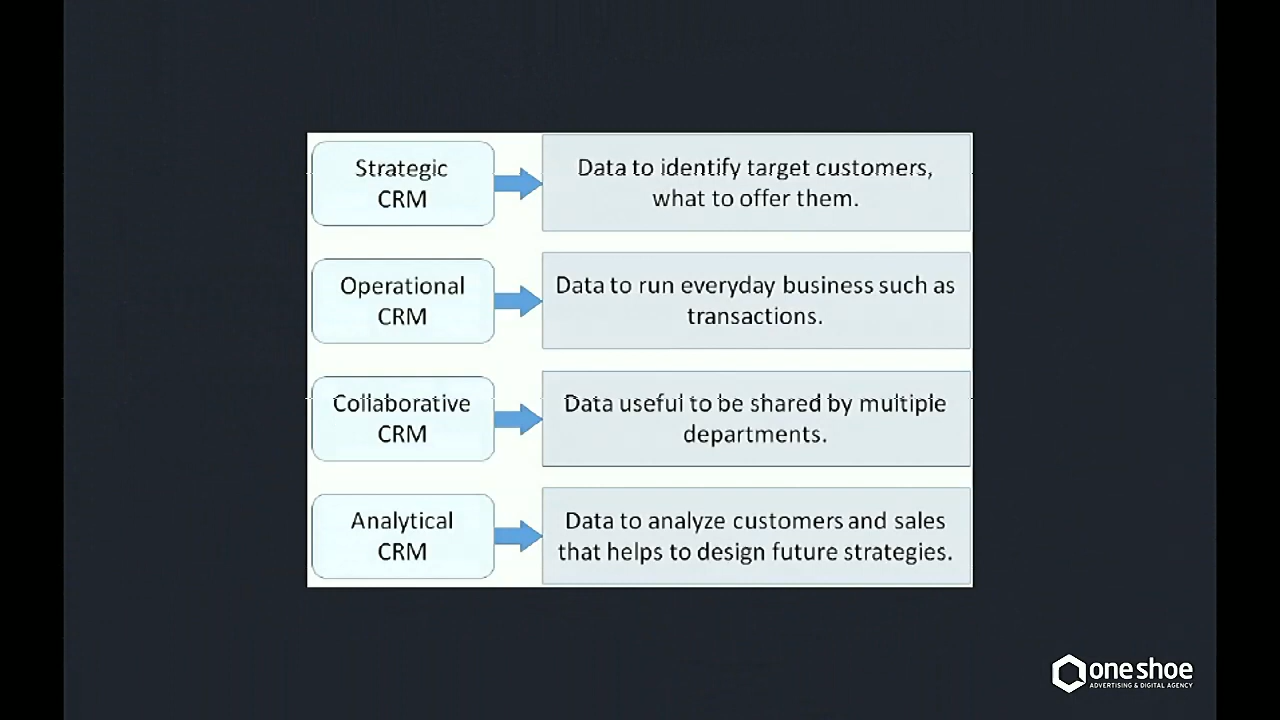 Strategic
CRM
Data to identify target customers,
what to offer them.
Operational
CRM
Data to run everyday business such as
transactions.
Collaborative
CRM
Data useful to be shared by multiple
departments.
Analytical
CRM
Data to analyze customers and sales
that helps to design future strategies.
one shoe
ADVERTISING & DIGITAL AGENCY